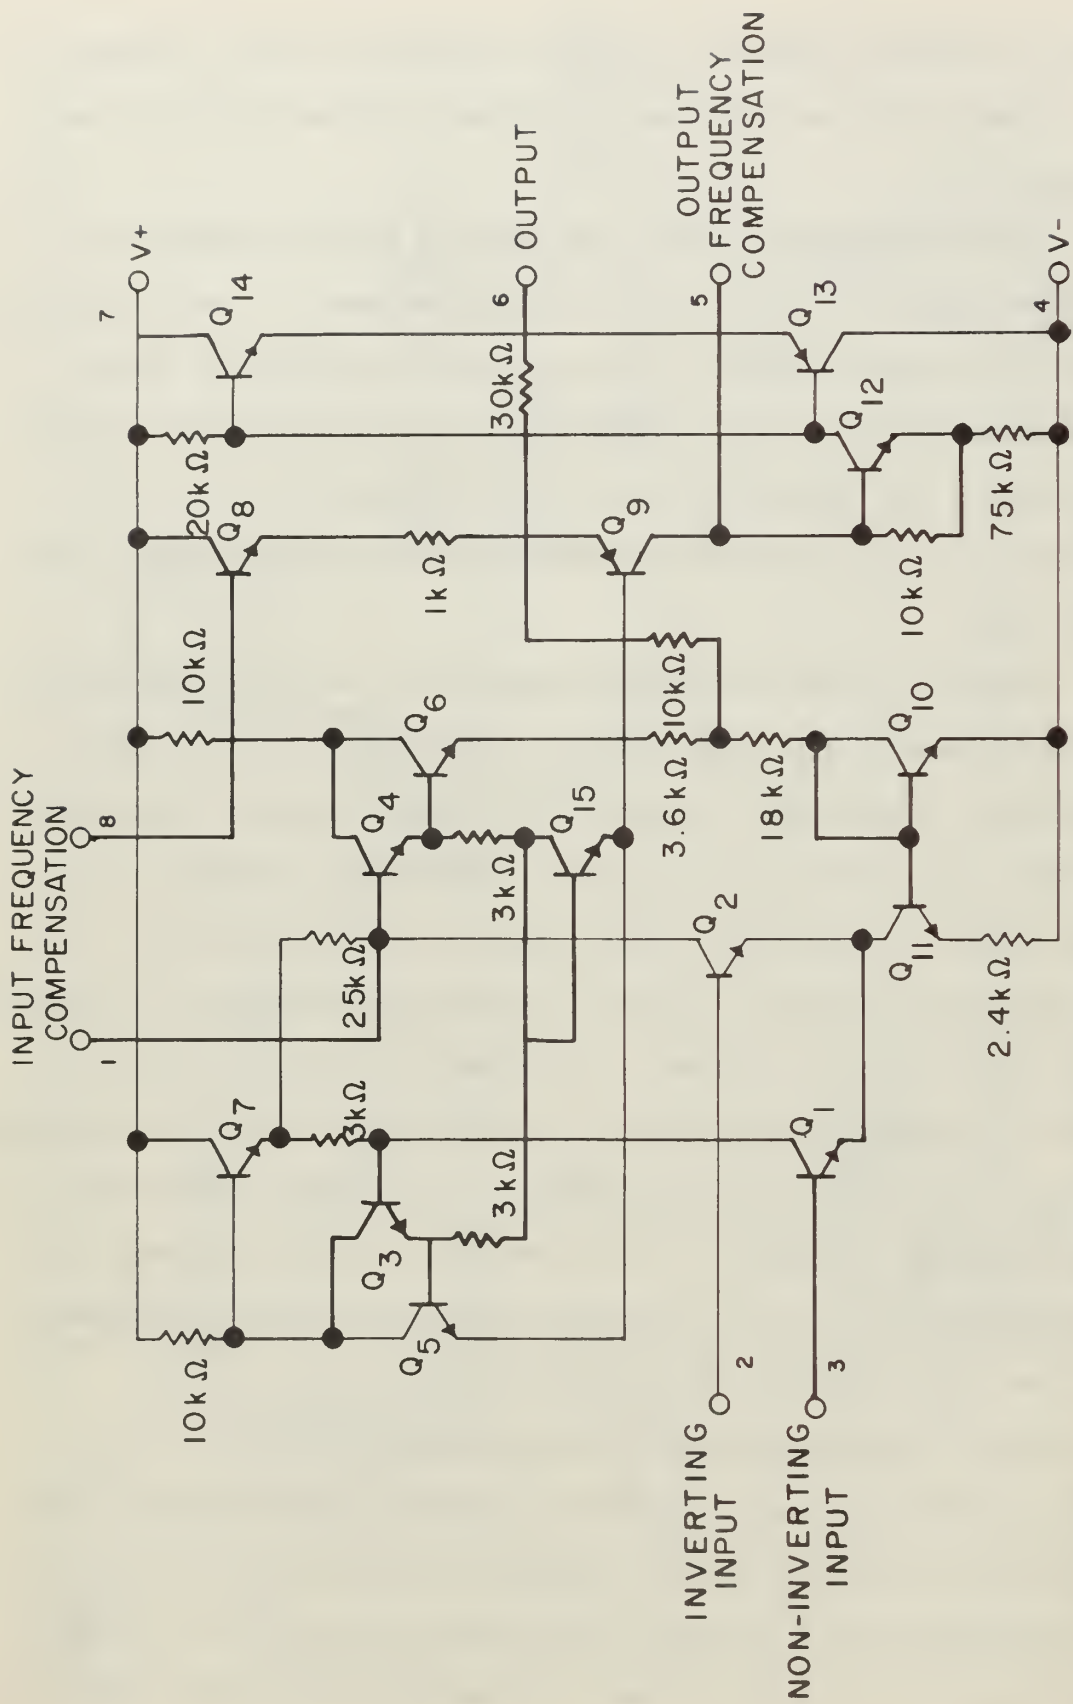 INPUT FREQUENCY
COMPENSATION
1
8
7
V+
10kΩ
Q7
25kΩ
3kΩ
10kΩ
20kΩ
Q8
Q14
Q3
Q5
Q4
Q6
1kΩ
3kΩ
3kΩ
Q15
30kΩ
6
OUTPUT
Q9
3.6kΩ
10kΩ
Q2
18kΩ
OUTPUT
FREQUENCY
COMPENSATION
5
INVERTING
INPUT
2
NON-INVERTING
INPUT
3
Q1
Q11
Q10
10kΩ
Q12
Q13
2.4kΩ
75kΩ
4
V-